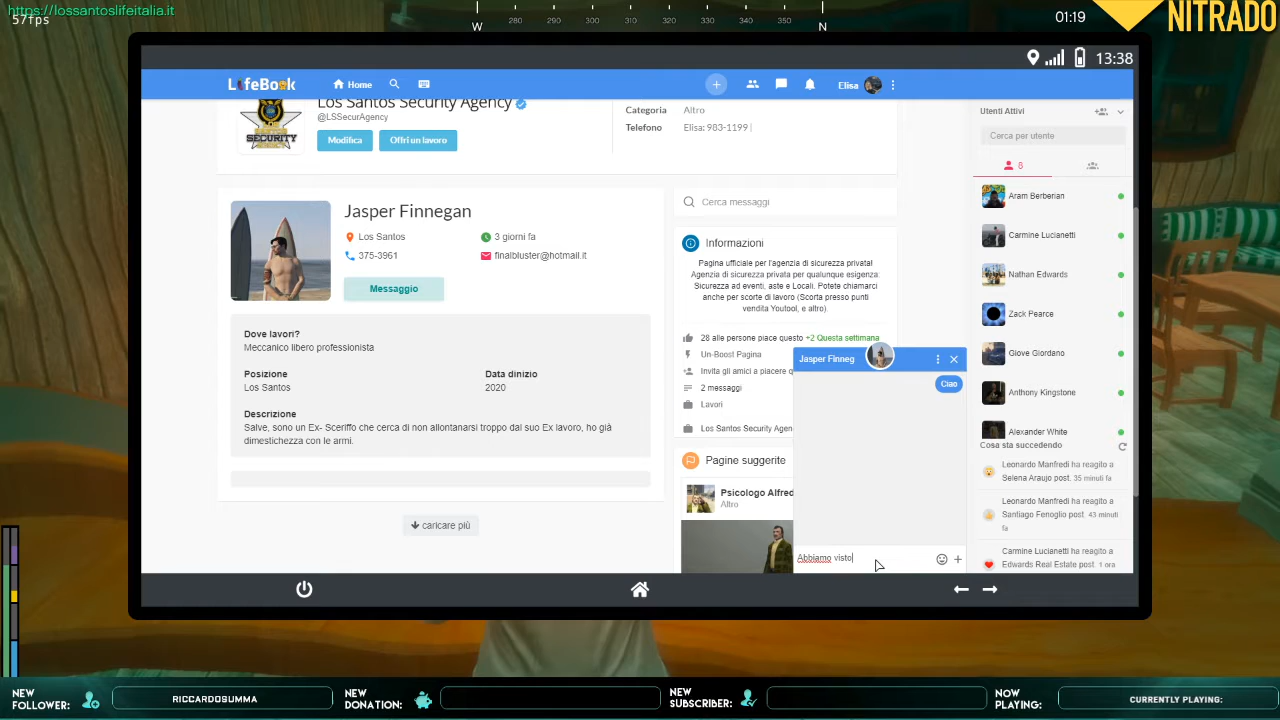 https://lossantoslifeitalia.it
57fps
W 280 290 300 310 320 330 340 350 N
01:19
NITRADO
13:38
LifeBook
Home
Elisa
Los Santos Security Agency
@LSSecurAgency
Modifica
Offri un lavoro
Categoria
Altro
Telefono
Elisa: 983-1199 |
Jasper Finnegan
Los Santos
3 giorni fa
375-3961
finalbluster@hotmail.it
Messaggio
Dove lavori?
Meccanico libero professionista
Posizione
Los Santos
Data dinizio
2020
Descrizione
Salve, sono un Ex- Sceriffo che cerca di non allontanarsi troppo dal suo Ex lavoro, ho già
dimestichezza con le armi.
caricare più
Cerca messaggi
Informazioni
Pagina ufficiale per l'agenzia di sicurezza privata!
Agenzia di sicurezza privata per qualunque esigenza:
Sicurezza ad eventi, aste e Locali. Potete chiamarci
anche per scorte di lavoro (Scorta presso punti
vendita Youtool, e altro).
28 alle persone piace questo +2 Questa settimana
Un-Boost Pagina
Invita gli amici a piacere q
2 messaggi
Lavori
Los Santos Security Agen
Pagine suggerite
Psicologo Alfred
Altro
Jasper Finneg
Ciao
Abbiamo visto
Utenti Attivi
Cerca per utente
8
Aram Berberian
Carmine Lucianetti
Nathan Edwards
Zack Pearce
Giove Giordano
Anthony Kingstone
Alexander White
Cosa sta succedendo
Leonardo Manfredi ha reagito a
Selena Araujo post. 35 minuti fa
Leonardo Manfredi ha reagito a
Santiago Fenoglio post. 43 minuti
fa
Carmine Lucianetti ha reagito a
Edwards Real Estate post. 1 ora
NEW
FOLLOWER:
RICCARDOSUMMA
NEW
DONATION:
NEW
SUBSCRIBER:
NOW
PLAYING:
CURRENTLY PLAYING: